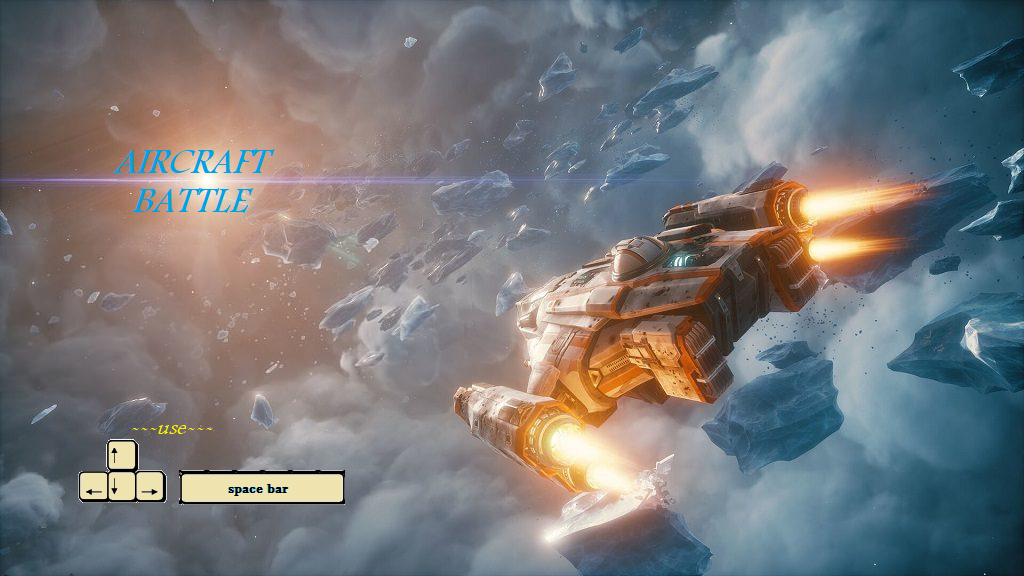 AIRCRAFT
BATTLE
~~~use~~~
↑
← ↓ →
space bar